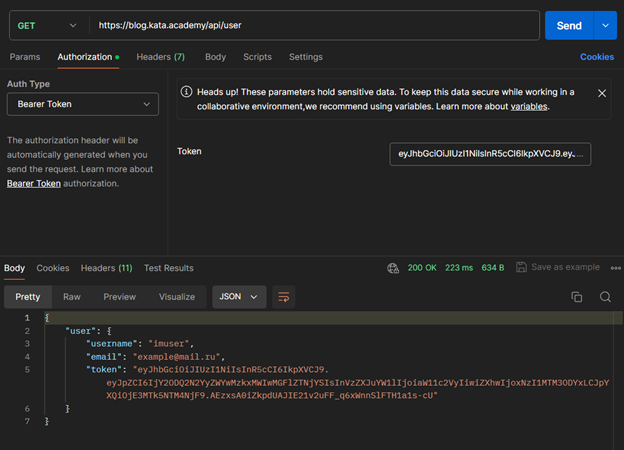 GET https://blog.kata.academy/api/user Send
Params Authorization Headers (7) Body Scripts Settings Cookies
Auth Type
Bearer Token
The authorization header will be
automatically generated when you
send the request. Learn more about
Bearer Token authorization.
Heads up! These parameters hold sensitive data. To keep this data secure while working in a
collaborative environment,we recommend using variables. Learn more about variables.
Token eyJhbGciOiJIUzI1NiIsInR5cCI6IkpXVCJ9.ey...
Body Cookies Headers (11) Test Results 200 OK 223 ms 634 B Save as example
Pretty Raw Preview Visualize JSON
1 {
2 "user": {
3 "username": "imuser",
4 "email": "example@mail.ru",
5 "token": "eyJhbGciOiJIUzI1NiIsInR5cCI6IkpXVCJ9.
eyJpZCI6IjY2ODQ2N2YyZWYwMzkxMWIwMGFlZTNjYSIsInVzZXJuYW1lIjoiaW11c2VyIiwiZXhwIjoxNzI1MTM3ODYxLCJpY
XQiOjE3MTk5NTM4NjF9.AEzxsA0iZkpdUAJIE21v2uFF_q6xWnnSlFTH1a1s-cU"
6 }
7 }